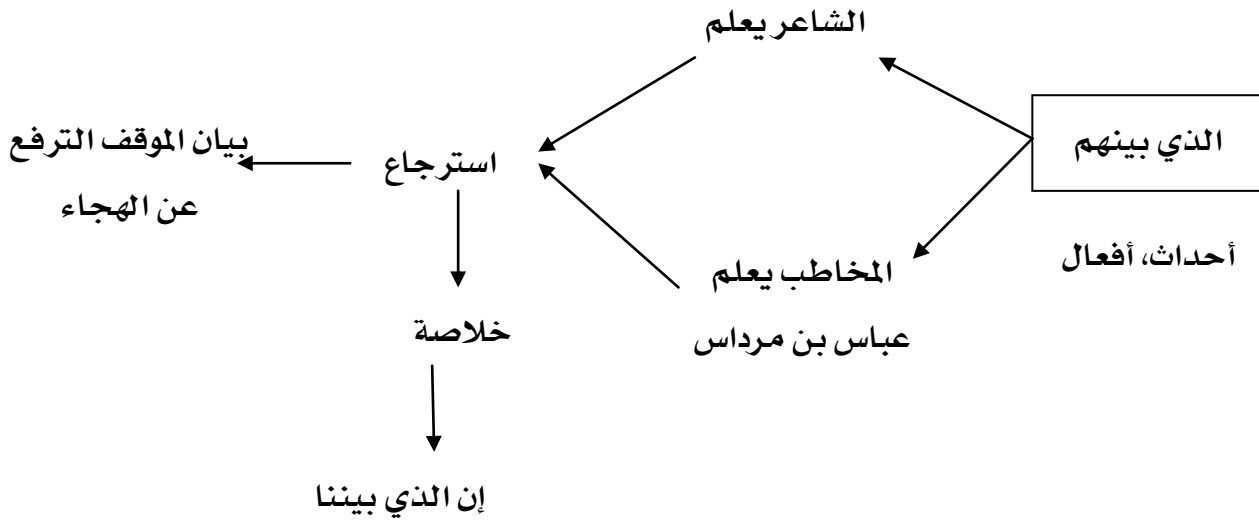 الشاعر يعلم
الذي بينهم
أحداث، أفعال
المخاطب يعلم
عباس بن مرداس
استرجاع
بيان الموقف الترفع
عن الهجاء
خلاصة
إن الذي بيننا